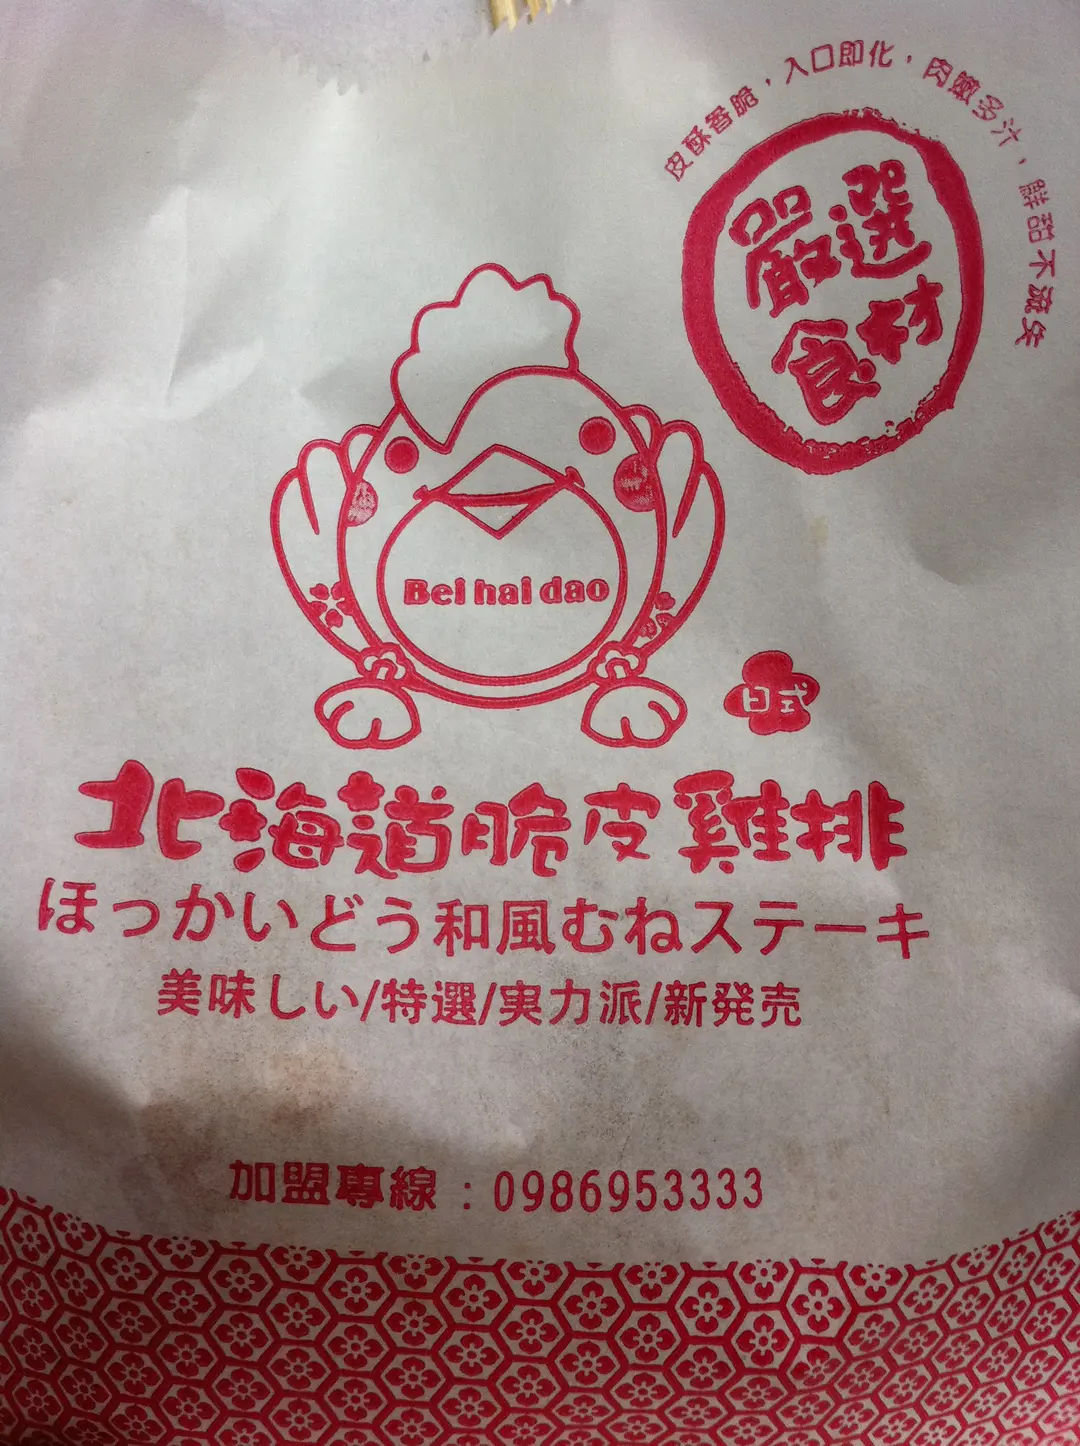 皮酥香脆，入口即化，肉嫩多汁，鮮甜不流失
嚴選
食材
Bei hai dao
日式
北海道脆皮雞排
ほっかいどう和風むねステーキ
美味しい/特選/実力派/新発売
加盟專線：0986953333